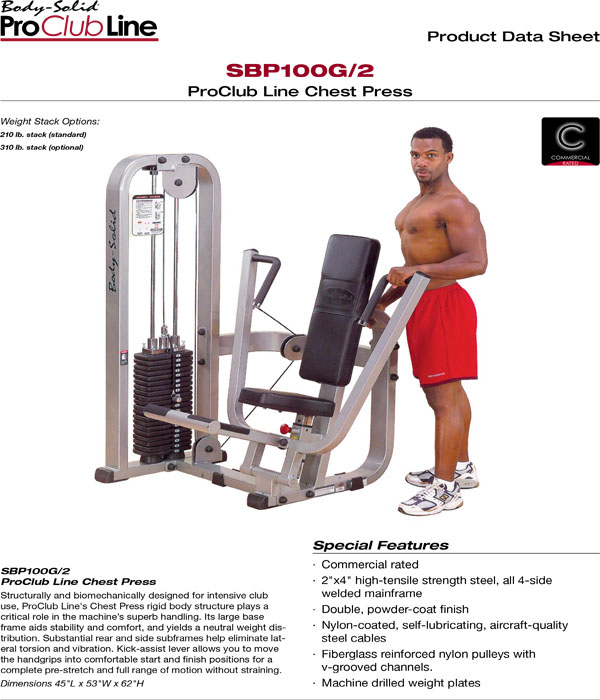 Body-Solid
ProClubLine
Product Data Sheet
SBP100G/2
ProClub Line Chest Press
Weight Stack Options:
210 lb. stack (standard)
310 lb. stack (optional)
C
COMMERCIAL
RATED
Body-Solid
SBP100G/2
ProClub Line Chest Press
Structurally and biomechanically designed for intensive club
use, ProClub Line's Chest Press rigid body structure plays a
critical role in the machine's superb handling. Its large base
frame aids stability and comfort, and yields a neutral weight dis-
tribution. Substantial rear and side subframes help eliminate lat-
eral torsion and vibration. Kick-assist lever allows you to move
the handgrips into comfortable start and finish positions for a
complete pre-stretch and full range of motion without straining.
Dimensions 45"L x 53"W x 62"H
Special Features
· Commercial rated
· 2"x4" high-tensile strength steel, all 4-side
welded mainframe
· Double, powder-coat finish
· Nylon-coated, self-lubricating, aircraft-quality
steel cables
· Fiberglass reinforced nylon pulleys with
v-grooved channels.
· Machine drilled weight plates